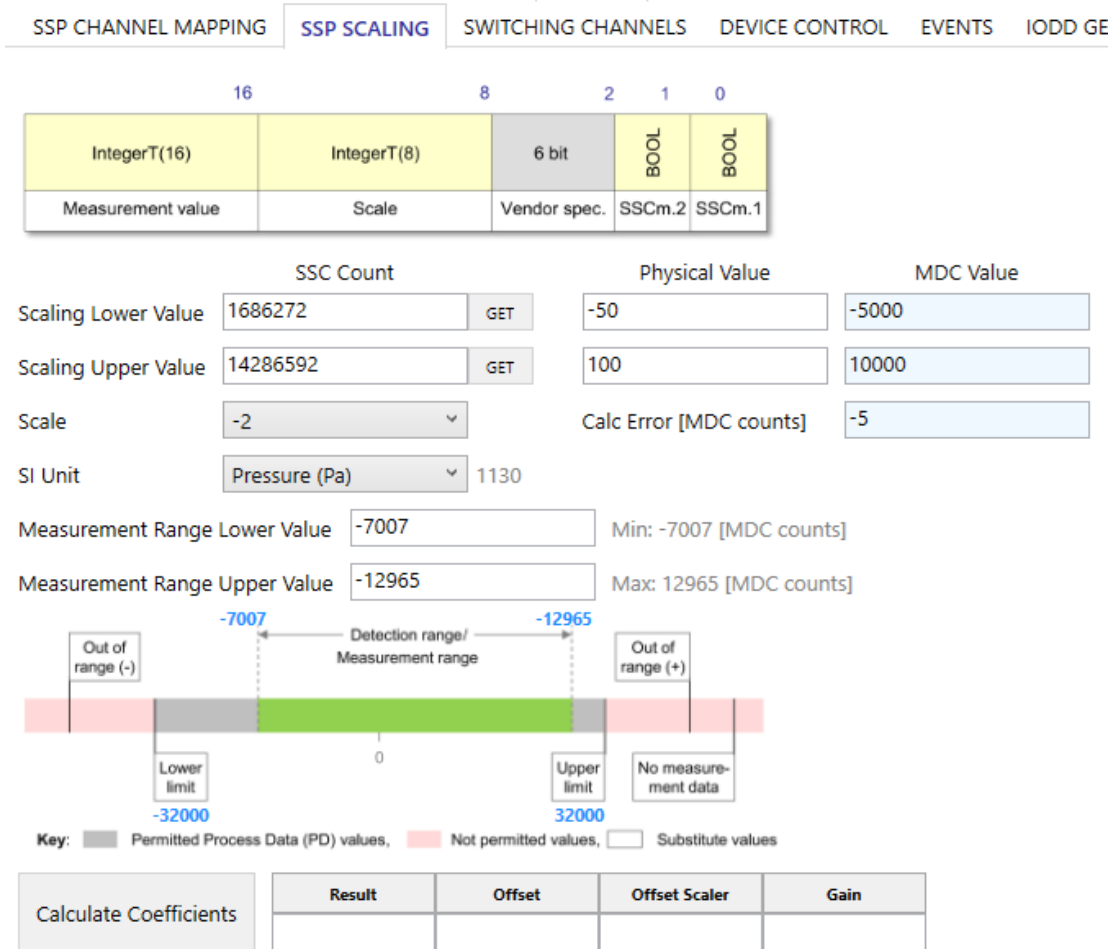 SSP CHANNEL MAPPING SSP SCALING SWITCHING CHANNELS DEVICE CONTROL EVENTS IODD GE
16 8 2 1 0
IntegerT(16) IntegerT(8) 6 bit BOOL BOOL
Measurement value Scale Vendor spec. SSCm.2 SSCm.1
SSC Count Physical Value MDC Value
Scaling Lower Value 1686272 GET -50 -5000
Scaling Upper Value 14286592 GET 100 10000
Scale -2 Calc Error [MDC counts] -5
SI Unit Pressure (Pa) 1130
Measurement Range Lower Value -7007 Min: -7007 [MDC counts]
Measurement Range Upper Value -12965 Max: 12965 [MDC counts]
-7007 -12965
Out of range (-) Detection range/ Measurement range Out of range (+)
0
Lower limit Upper limit No measure- ment data
-32000 32000
Key: Permitted Process Data (PD) values, Not permitted values, Substitute values
Calculate Coefficients Result Offset Offset Scaler Gain